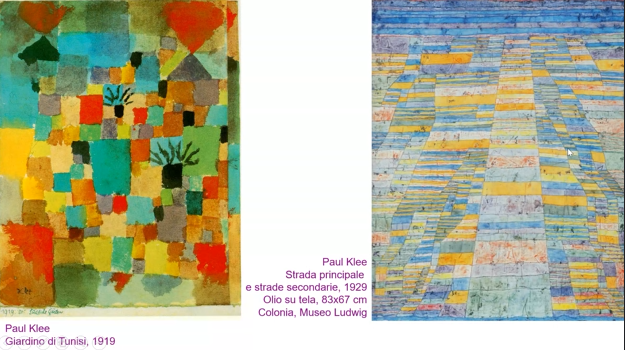 Paul Klee
Strada principale
e strade secondarie, 1929
Olio su tela, 83x67 cm
Colonia, Museo Ludwig
Paul Klee
Giardino di Tunisi, 1919